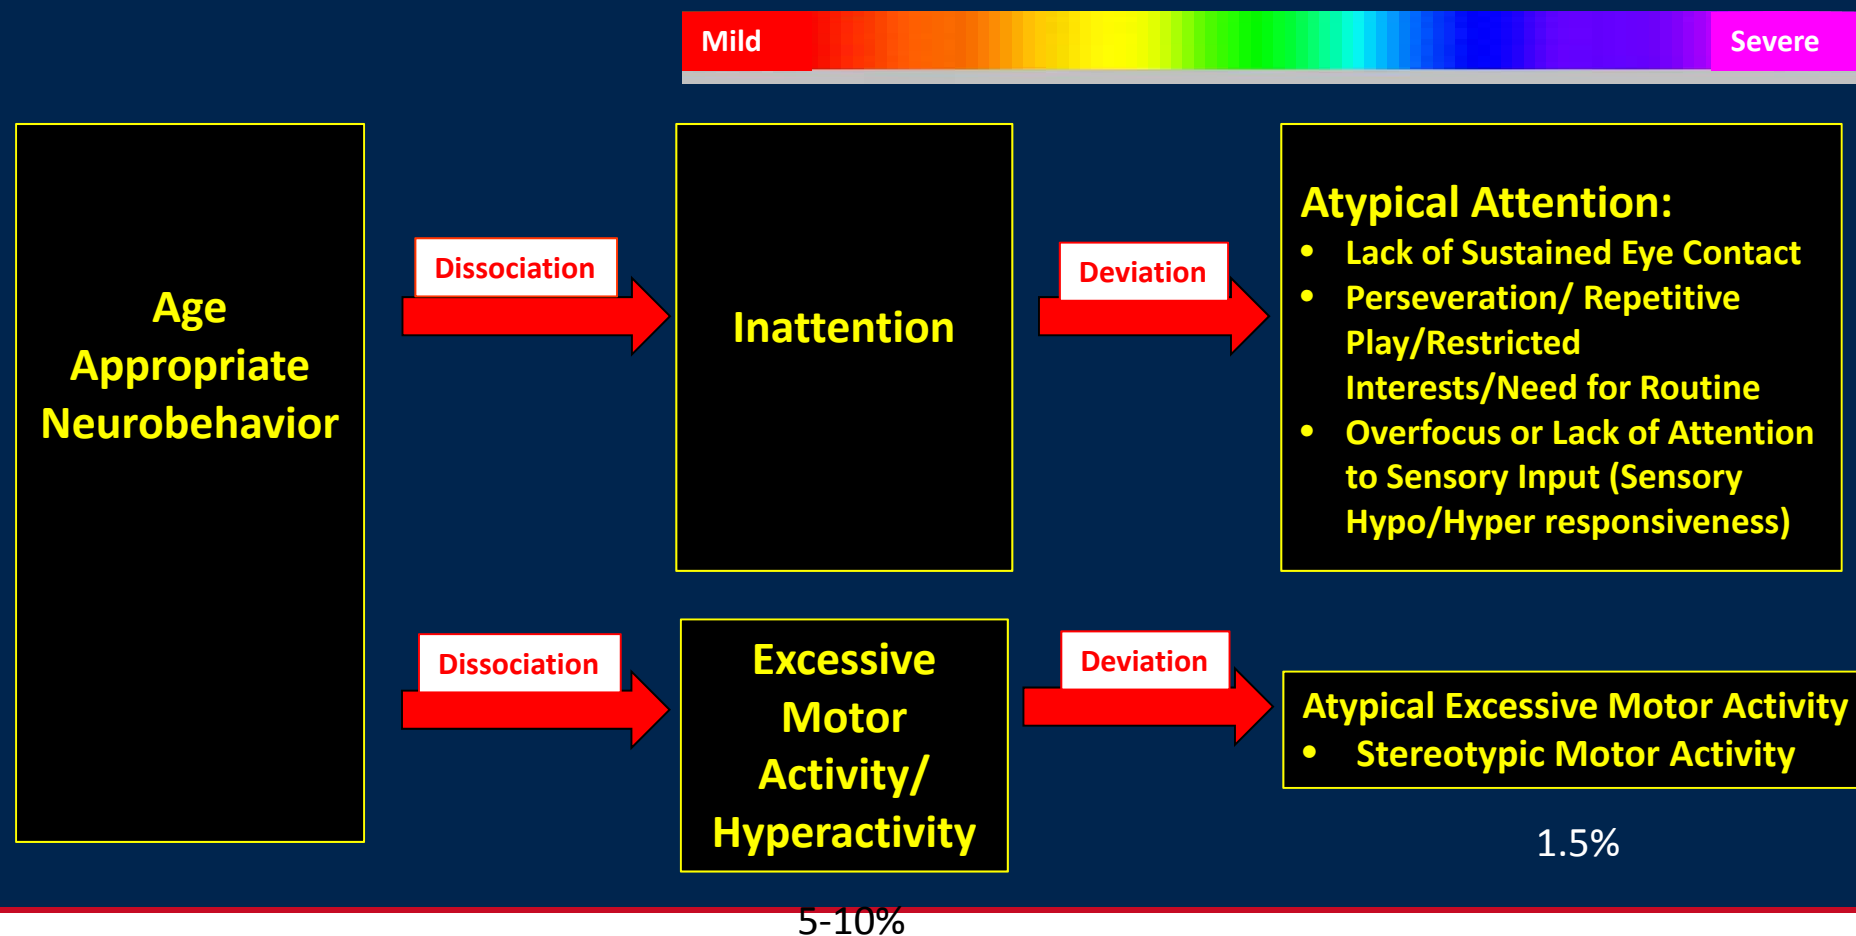 Mild
Severe
Age
Appropriate
Neurobehavior
Dissociation
Inattention
Deviation
Atypical Attention:
• Lack of Sustained Eye Contact
• Perseveration/ Repetitive
Play/Restricted
Interests/Need for Routine
• Overfocus or Lack of Attention
to Sensory Input (Sensory
Hypo/Hyper responsiveness)
Dissociation
Excessive
Motor
Activity/
Hyperactivity
Deviation
Atypical Excessive Motor Activity
• Stereotypic Motor Activity
1.5%
5-10%